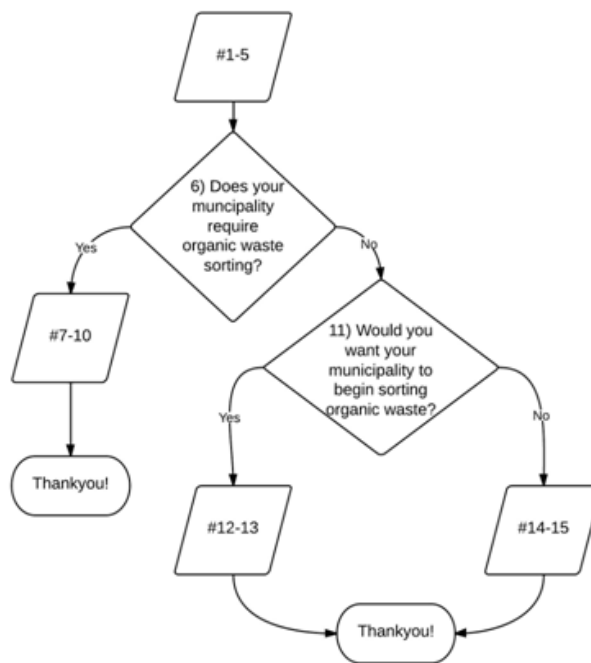 #1-5
6) Does your
muncipality
require
organic waste
sorting?
Yes
No
#7-10
11) Would you
want your
municipality to
begin sorting
organic waste?
Yes
No
Thankyou!
#12-13
#14-15
Thankyou!